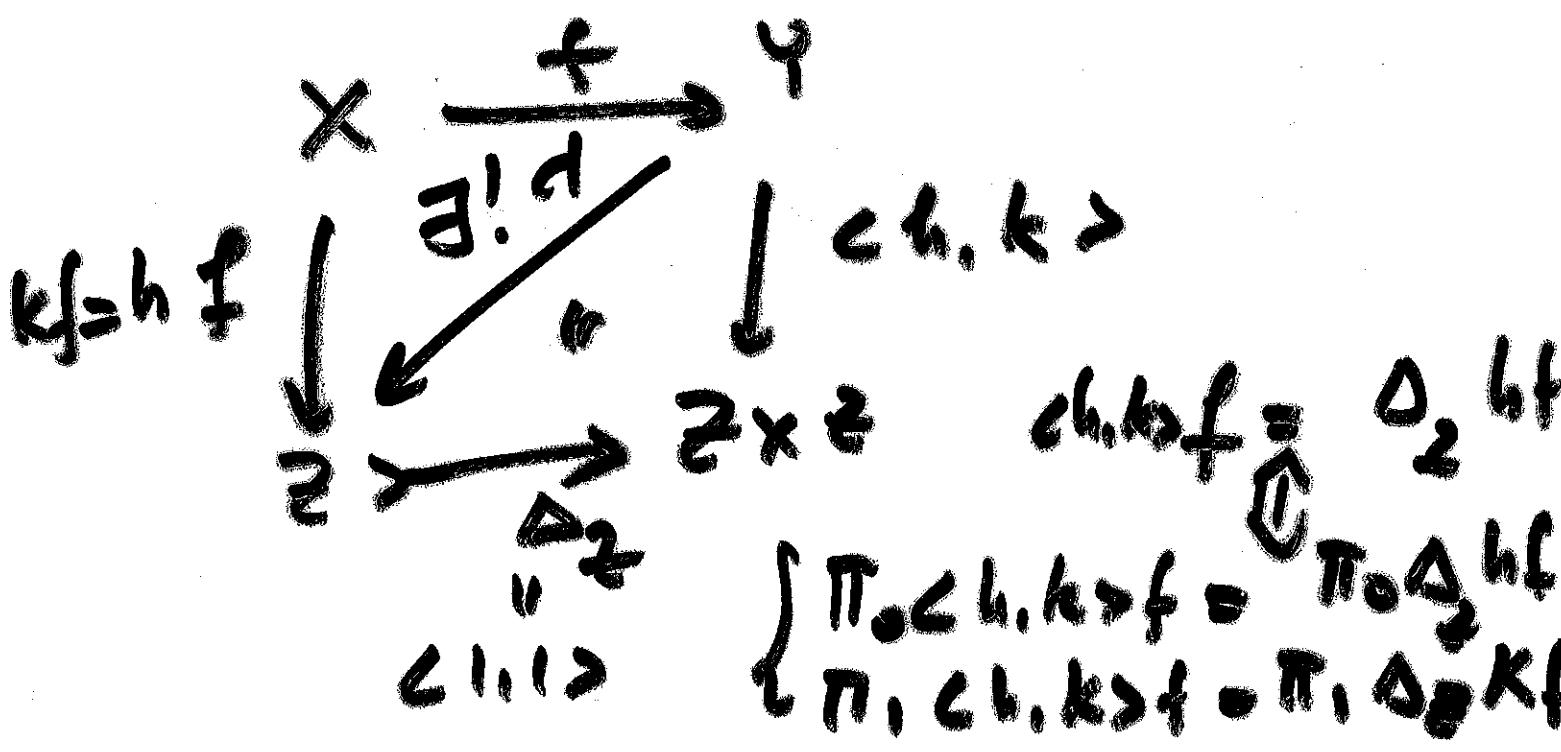 X f Y
∃! d
kf=hf <h,k>
"
Z Z×Z
<h,k>f = Δ_Z hf
Δ_Z
"
<1,1>
π₀<h,k>f = π₀Δ_Z hf
π₁<h,k>f = π₁Δ_Z kf